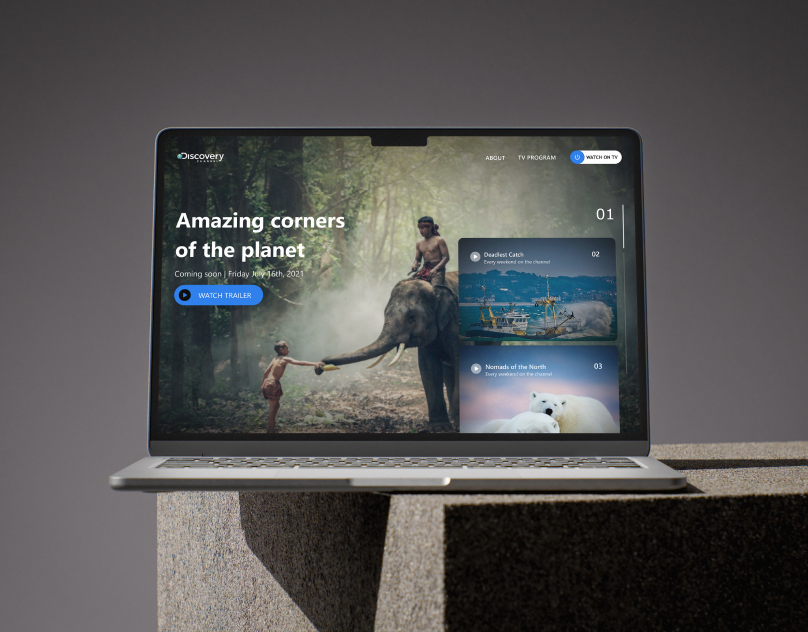 Discovery
CHANNEL
ABOUT
TV PROGRAM
WATCH ON TV
01
Amazing corners
of the planet
Coming soon | Friday July 16th, 2021
WATCH TRAILER
Deadliest Catch
02
Every weekend on the channel
Nomads of the North
03
Every weekend on the channel